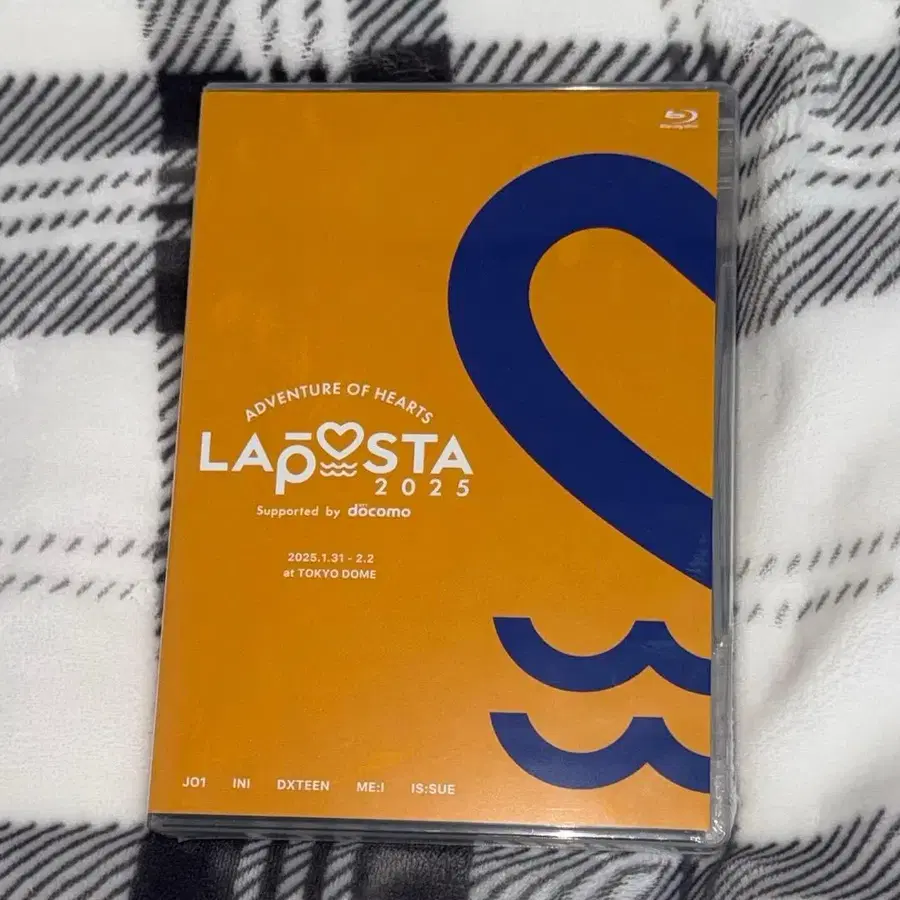 Blu-ray Disc
ADVENTURE OF HEARTS
LAPOSTA
2025
Supported by docomo
2025.1.31 - 2.2
at TOKYO DOME
JO1 INI DXTEEN ME:I IS:SUE